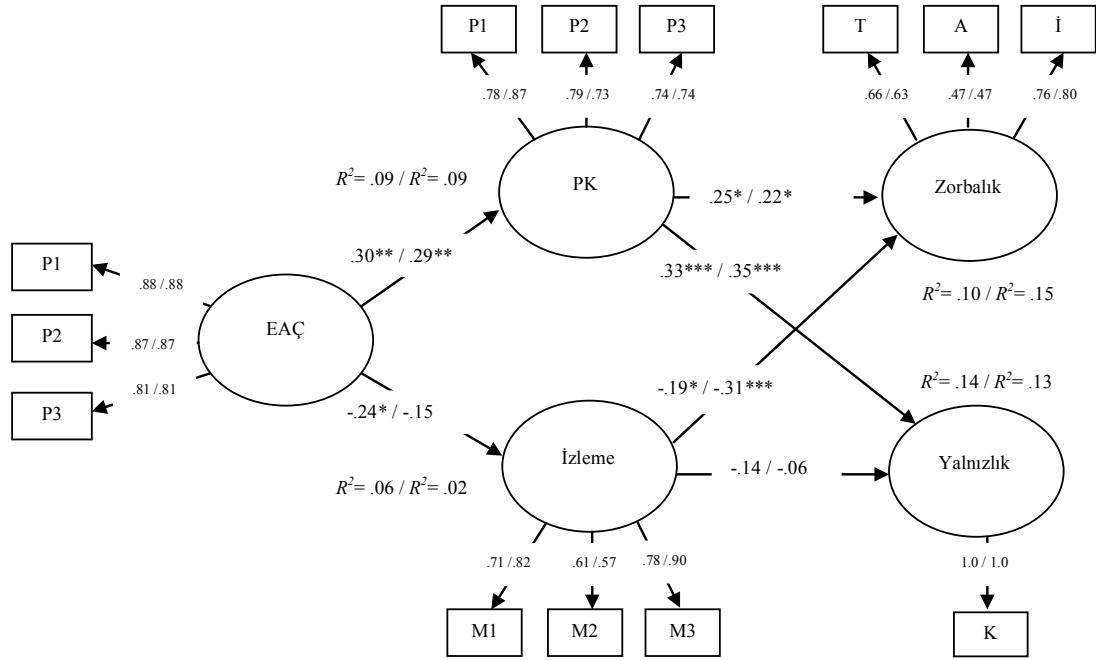 P1
P2
P3
T
A
İ
.78 /.87
.79 /.73
.74 /.74
.66 /.63
.47 /.47
.76 /.80
R²= .09 / R²= .09
PK
.25* / .22*
Zorbalık
.30** / .29**
.33*** / .35***
R²= .10 / R²= .15
P1
.88 /.88
P2
.87 /.87
EAÇ
P3
.81 /.81
-.24* / -.15
-.19* / -.31***
R²= .14 / R²= .13
R²= .06 / R²= .02
İzleme
-.14 / -.06
Yalnızlık
.71 /.82
.61 /.57
.78 /.90
1.0 / 1.0
M1
M2
M3
K